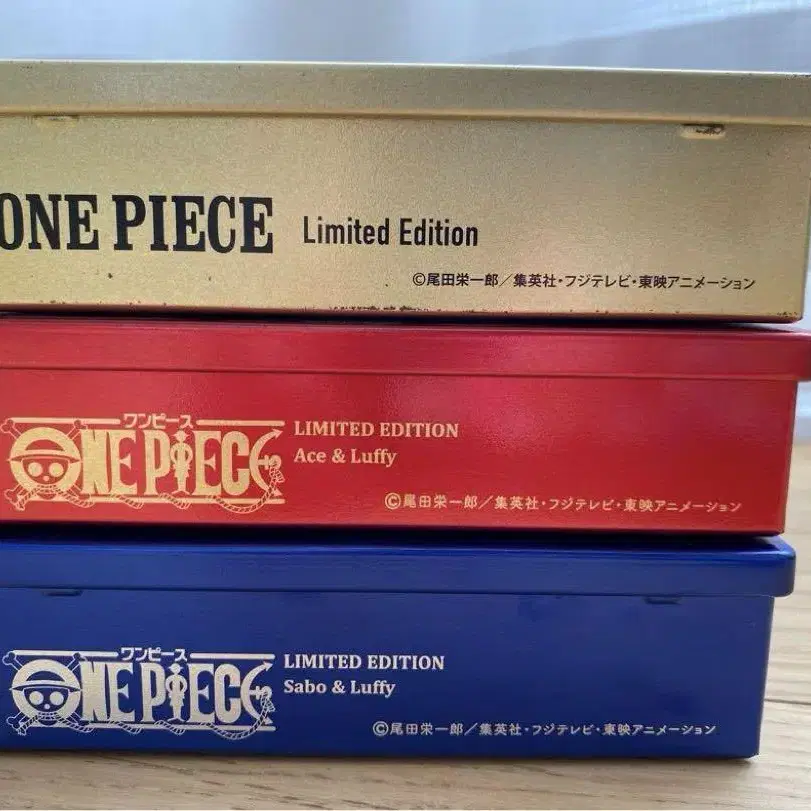 ONE PIECE Limited Edition
©尾田栄一郎／集英社・フジテレビ・東映アニメーション
ワンピース
ONE PIECE
LIMITED EDITION
Ace & Luffy
©尾田栄一郎／集英社・フジテレビ・東映アニメーション
ワンピース
ONE PIECE
LIMITED EDITION
Sabo & Luffy
©尾田栄一郎／集英社・フジテレビ・東映アニメーション